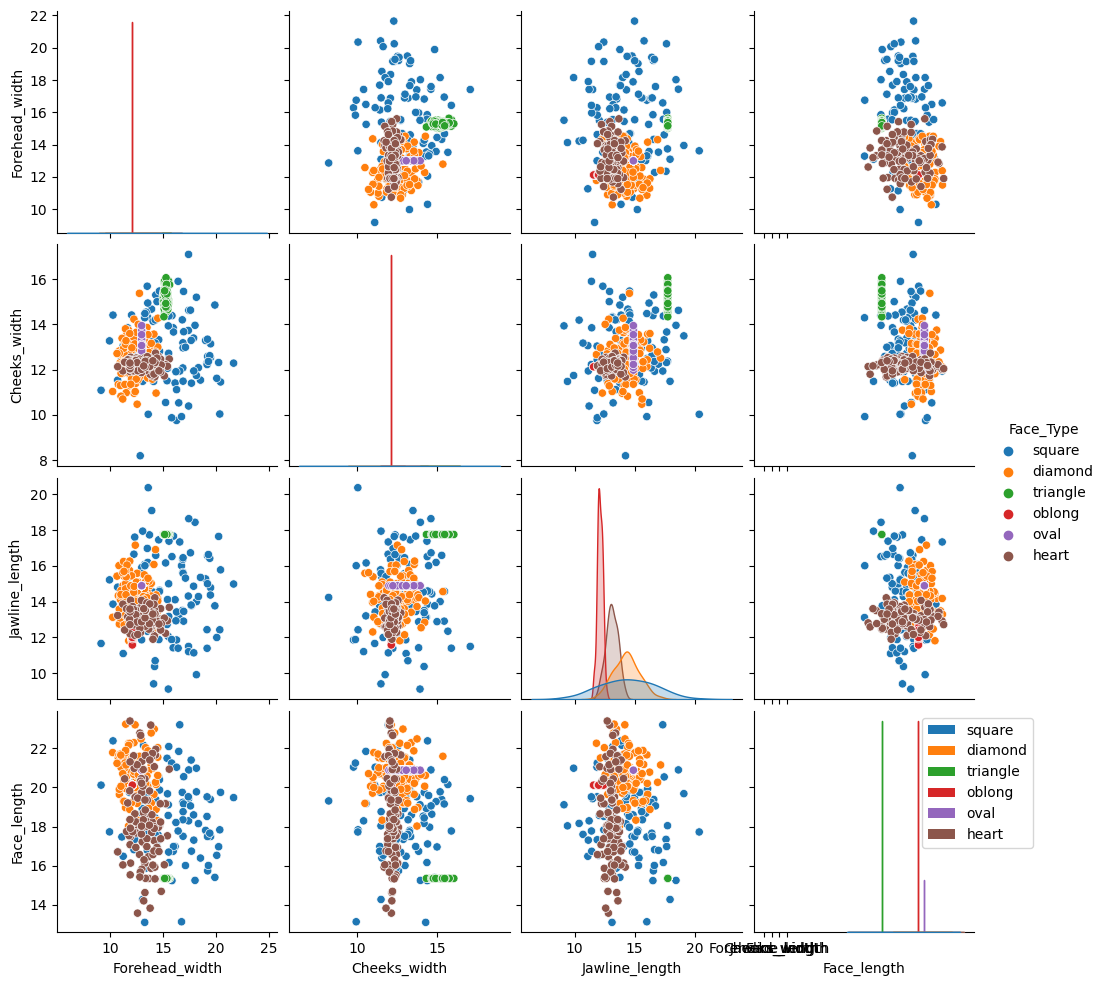 22
20
18
16
14
12
10
Forehead_width
16
14
12
10
8
Cheeks_width
20
18
16
14
12
10
Jawline_length
22
20
18
16
14
Face_length
10 15 20 25
Forehead_width
10 15
Cheeks_width
10 15 20
Jawline_length
Face_length
Face_Type
square
diamond
triangle
oblong
oval
heart
square
diamond
triangle
oblong
oval
heart